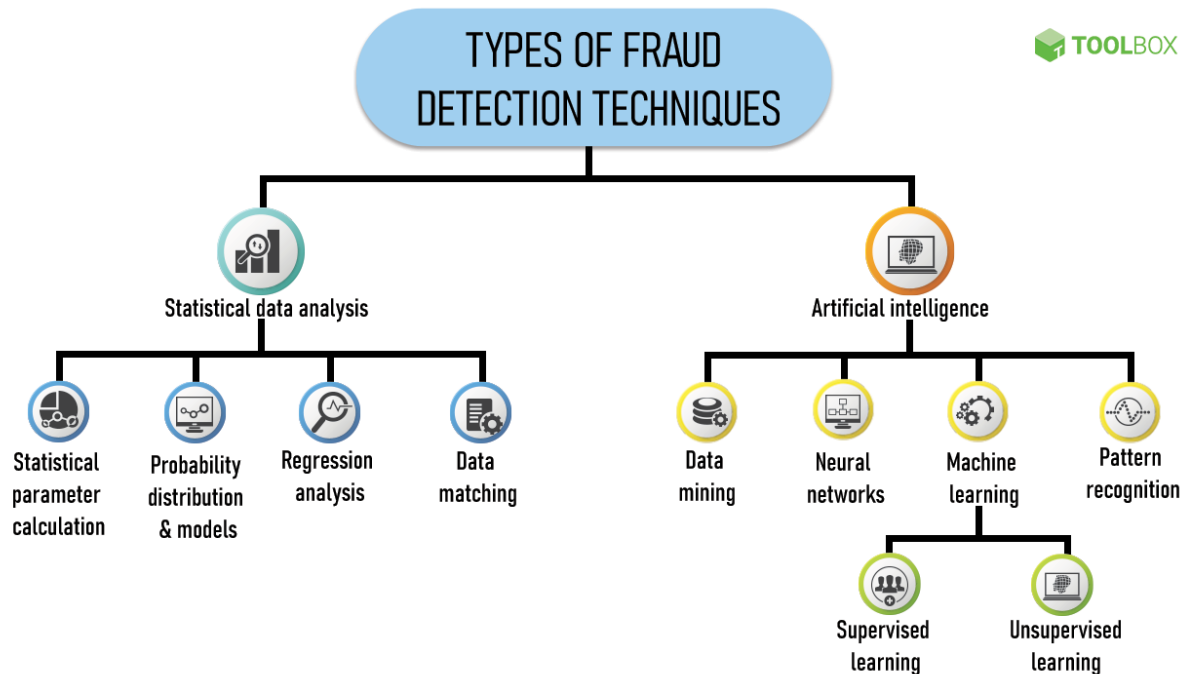 TYPES OF FRAUD
DETECTION TECHNIQUES
TOOLBOX
Statistical data analysis
Artificial intelligence
Statistical
parameter
calculation
Probability
distribution
& models
Regression
analysis
Data
matching
Data
mining
Neural
networks
Machine
learning
Pattern
recognition
Supervised
learning
Unsupervised
learning